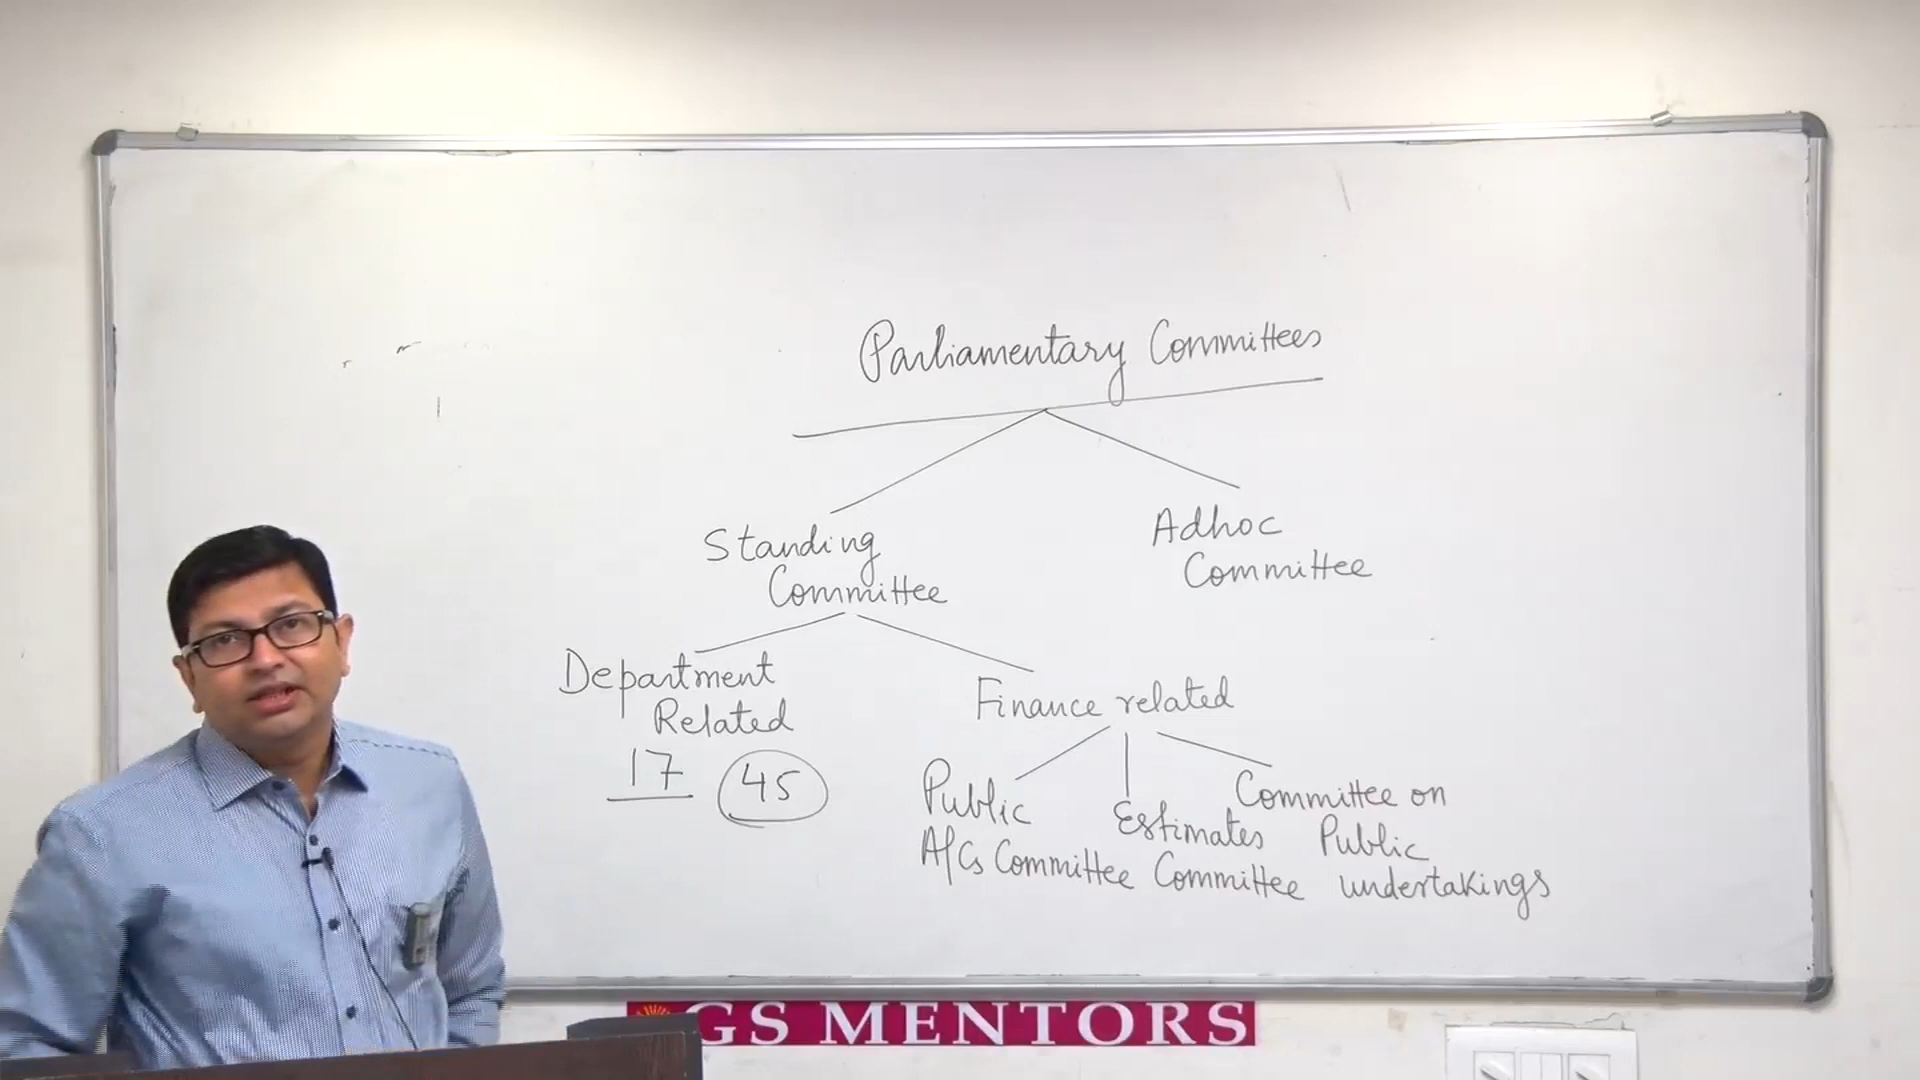 Parliamentary Committees
Standing
Committee
Adhoc
Committee
Department
Related
17 45
Finance related
Public
A/Cs Committee
Estimates
Committee
Committee on
Public
undertakings
GS MENTORS